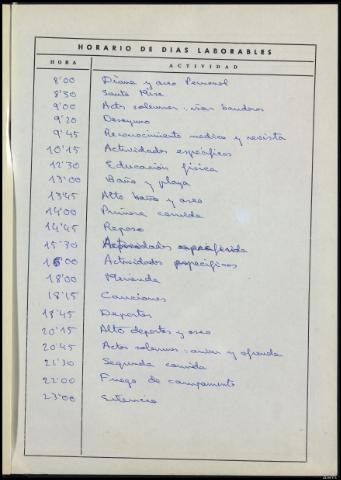 HORARIO DE DIAS LABORABLES
HORA ACTIVIDAD
8'00 Diana y aseo Personal
8'30 Santa Misa
9'00 Acto solemne: izar banderas
9'20 Desayuno
9'45 Reconocimiento medico y revista
10'15 Actividades especificas
12'30 Educación física
13'00 Baño y playa
13'45 Alto baño y aseo
14'00 Primera comida
14'45 Reposo
15'30 Actividades
16'00 Actividades especificas
18'00 Merienda
18'15 Canciones
18'45 Deportes
20'15 Alto deportes y aseo
20'45 Acto solemne: arriar y ofrenda
21'30 Segunda comida
22'00 Fuego de campamento
23'00 Silencio